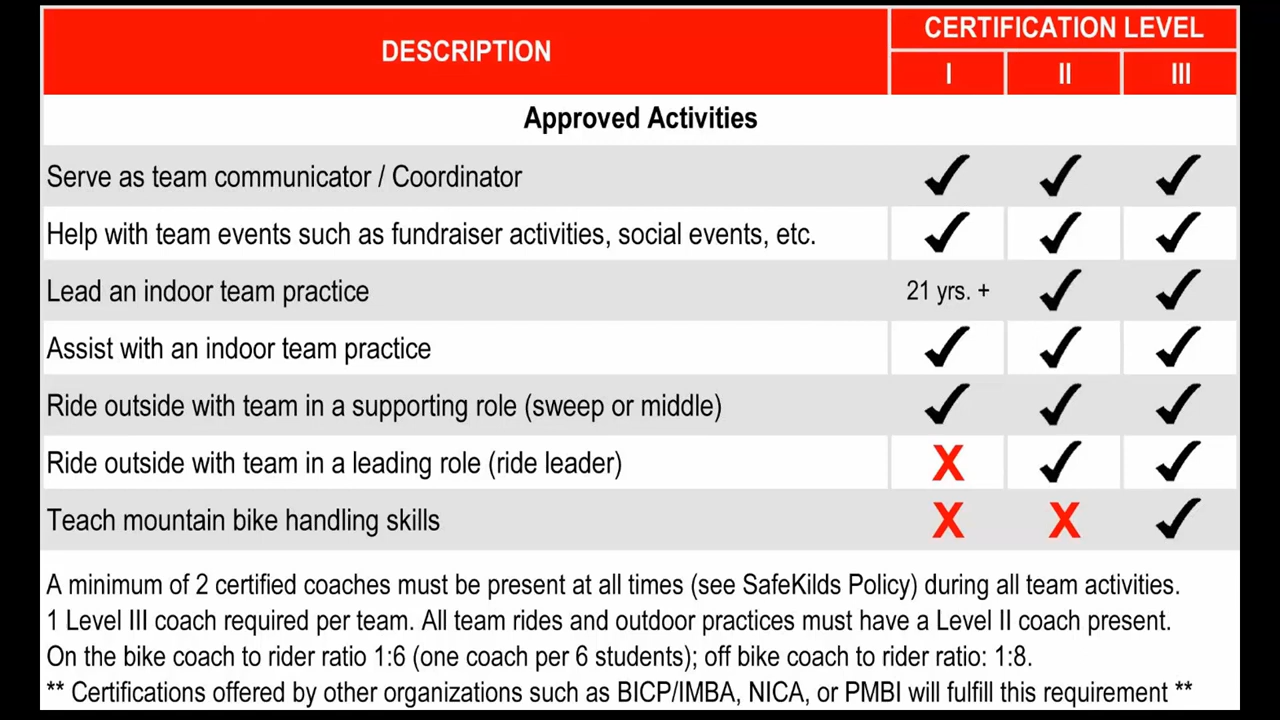 DESCRIPTION
CERTIFICATION LEVEL
I II III
Approved Activities
Serve as team communicator / Coordinator
Help with team events such as fundraiser activities, social events, etc.
Lead an indoor team practice 21 yrs. +
Assist with an indoor team practice
Ride outside with team in a supporting role (sweep or middle)
Ride outside with team in a leading role (ride leader) X
Teach mountain bike handling skills X X
A minimum of 2 certified coaches must be present at all times (see SafeKilds Policy) during all team activities.
1 Level III coach required per team. All team rides and outdoor practices must have a Level II coach present.
On the bike coach to rider ratio 1:6 (one coach per 6 students); off bike coach to rider ratio: 1:8.
** Certifications offered by other organizations such as BICP/IMBA, NICA, or PMBI will fulfill this requirement **